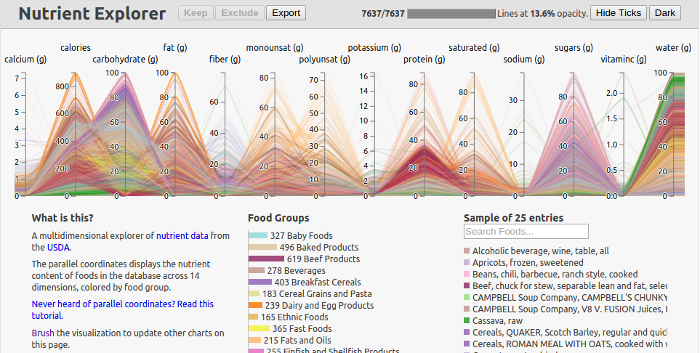 Nutrient Explorer
Keep Exclude Export
7637/7637 Lines at 13.6% opacity. Hide Ticks Dark
calories fat (g) monounsat (g) potassium (g) saturated (g) sugars (g) water (g)
calcium (g) carbohydrate (g) fiber (g) polyunsat (g) protein (g) sodium (g) vitaminc (g)
What is this?
A multidimensional explorer of nutrient data from
the USDA.
The parallel coordinates displays the nutrient
content of foods in the database across 14
dimensions, colored by food group.
Never heard of parallel coordinates? Read this
tutorial.
Brush the visualization to update other charts on
this page.
Food Groups
327 Baby Foods
496 Baked Products
619 Beef Products
278 Beverages
403 Breakfast Cereals
183 Cereal Grains and Pasta
239 Dairy and Egg Products
165 Ethnic Foods
365 Fast Foods
215 Fats and Oils
255 Finfish and Shellfish Products
Sample of 25 entries
Search Foods...
Alcoholic beverage, wine, table, all
Apricots, frozen, sweetened
Beans, chili, barbecue, ranch style, cooked
Beef, chuck for stew, separable lean and fat, selec
CAMPBELL Soup Company, CAMPBELL'S CHUNKY
CAMPBELL Soup Company, V8 V. FUSION Juices, I
Cassava, raw
Cereals, QUAKER, Scotch Barley, regular and quic
Cereals, ROMAN MEAL WITH OATS, cooked with